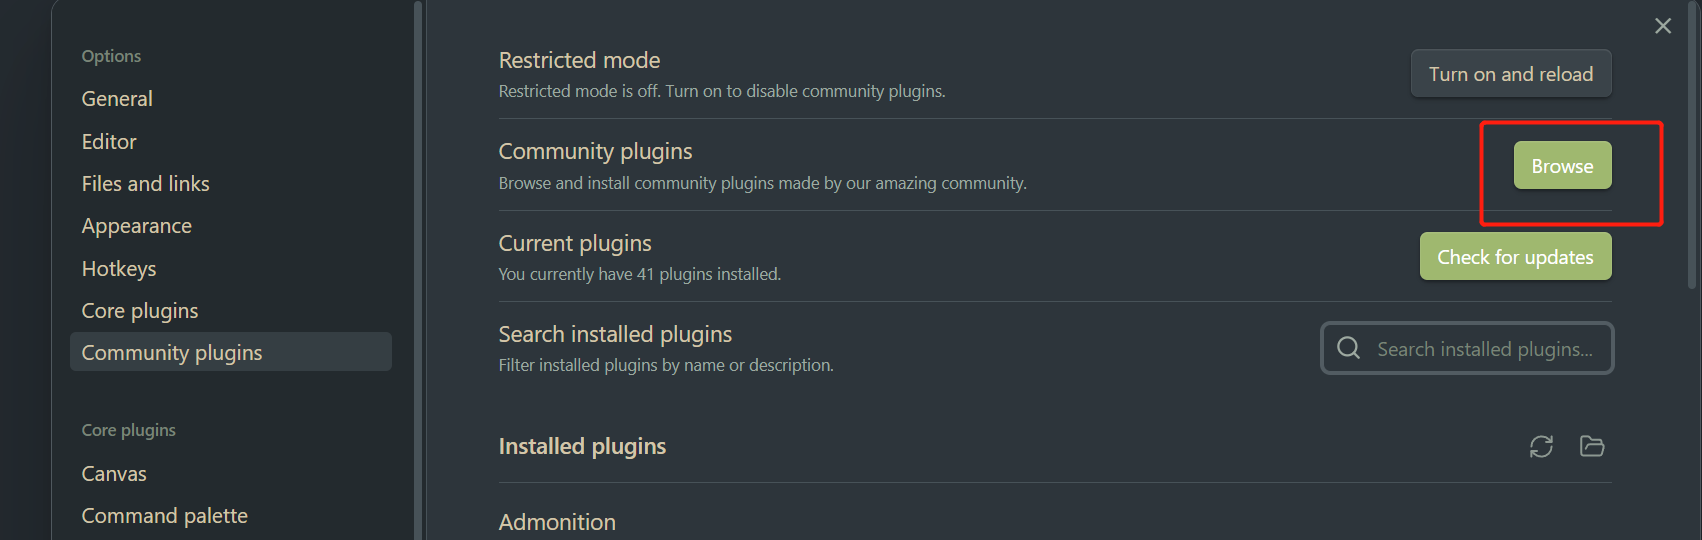 Options
General
Editor
Files and links
Appearance
Hotkeys
Core plugins
Community plugins
Core plugins
Canvas
Command palette
Restricted mode
Restricted mode is off. Turn on to disable community plugins.
Turn on and reload
Community plugins
Browse and install community plugins made by our amazing community.
Browse
Current plugins
You currently have 41 plugins installed.
Check for updates
Search installed plugins
Filter installed plugins by name or description.
Search installed plugins...
Installed plugins
Admonition